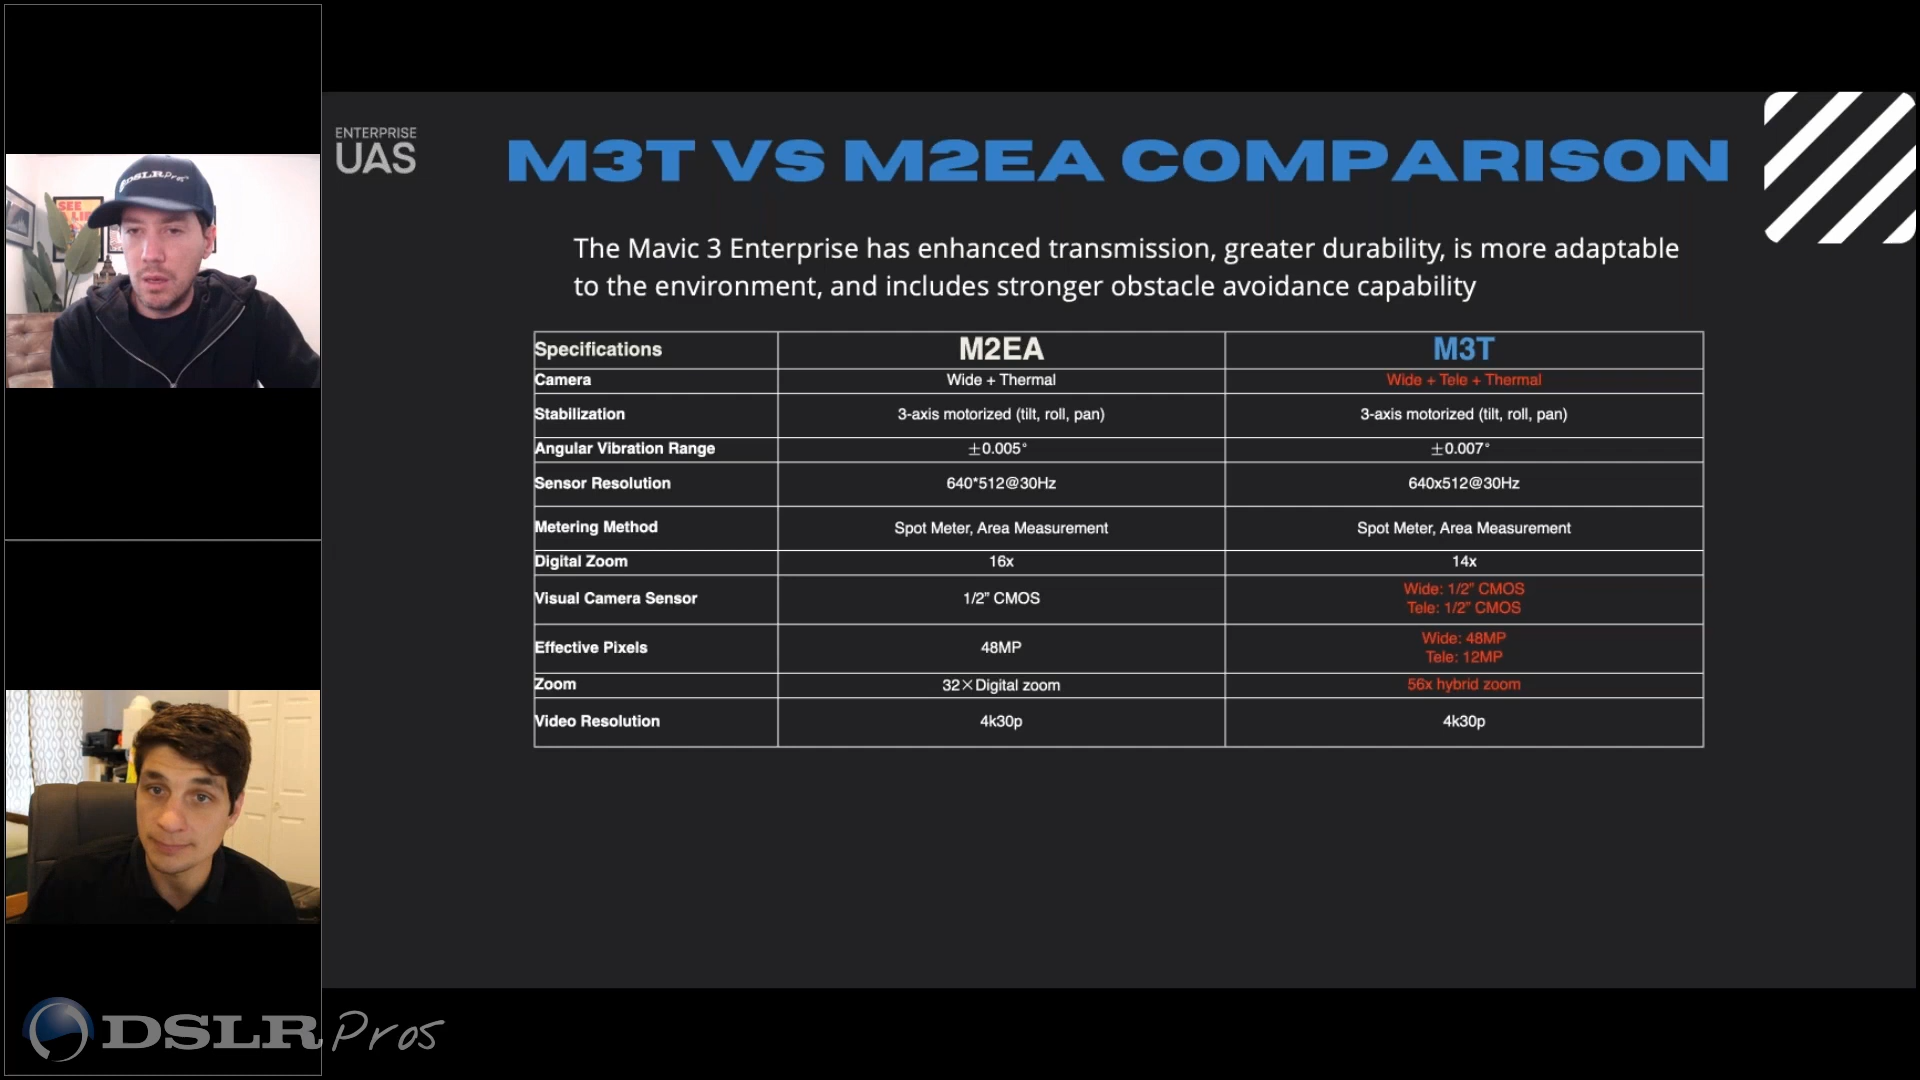 DSLRPros
SEE
A LI
ENTERPRISE
UAS
M3T VS M2EA COMPARISON
The Mavic 3 Enterprise has enhanced transmission, greater durability, is more adaptable
to the environment, and includes stronger obstacle avoidance capability
Specifications M2EA M3T
Camera Wide + Thermal Wide + Tele + Thermal
Stabilization 3-axis motorized (tilt, roll, pan) 3-axis motorized (tilt, roll, pan)
Angular Vibration Range ±0.005° ±0.007°
Sensor Resolution 640*512@30Hz 640x512@30Hz
Metering Method Spot Meter, Area Measurement Spot Meter, Area Measurement
Digital Zoom 16x 14x
Visual Camera Sensor 1/2” CMOS Wide: 1/2” CMOS
Tele: 1/2” CMOS
Effective Pixels 48MP Wide: 48MP
Tele: 12MP
Zoom 32×Digital zoom 56x hybrid zoom
Video Resolution 4k30p 4k30p
DSLRPros